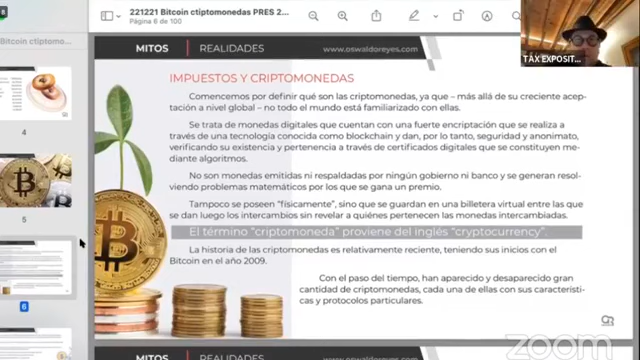 221221 Bitcoin ctiptomonedas PRES 2...
Página 6 de 100
Bitcoin ctiptomo...
TAX EXPOSIT...
4
5
6
MITOS | REALIDADES
www.oswaldoreyes.com
IMPUESTOS Y CRIPTOMONEDAS
Comencemos por definir qué son las criptomonedas, ya que – más allá de su creciente acep-
tación a nivel global – no todo el mundo está familiarizado con ellas.
Se trata de monedas digitales que cuentan con una fuerte encriptación que se realiza a
través de una tecnología conocida como blockchain y dan, por lo tanto, seguridad y anonimato,
verificando su existencia y pertenencia a través de certificados digitales que se constituyen me-
diante algoritmos.
No son monedas emitidas ni respaldadas por ningún gobierno ni banco y se generan resol-
viendo problemas matemáticos por los que se gana un premio.
Tampoco se poseen “físicamente”, sino que se guardan en una billetera virtual entre las que
se dan luego los intercambios sin revelar a quiénes pertenecen las monedas intercambiadas.
El término “criptomoneda” proviene del inglés “cryptocurrency”.
La historia de las criptomonedas es relativamente reciente, teniendo sus inicios con el
Bitcoin en el año 2009.
Con el paso del tiempo, han aparecido y desaparecido gran
cantidad de criptomonedas, cada una de ellas con sus característi-
cas y protocolos particulares.
MITOS | REALIDADES
www.oswaldoreyes.com
zoom